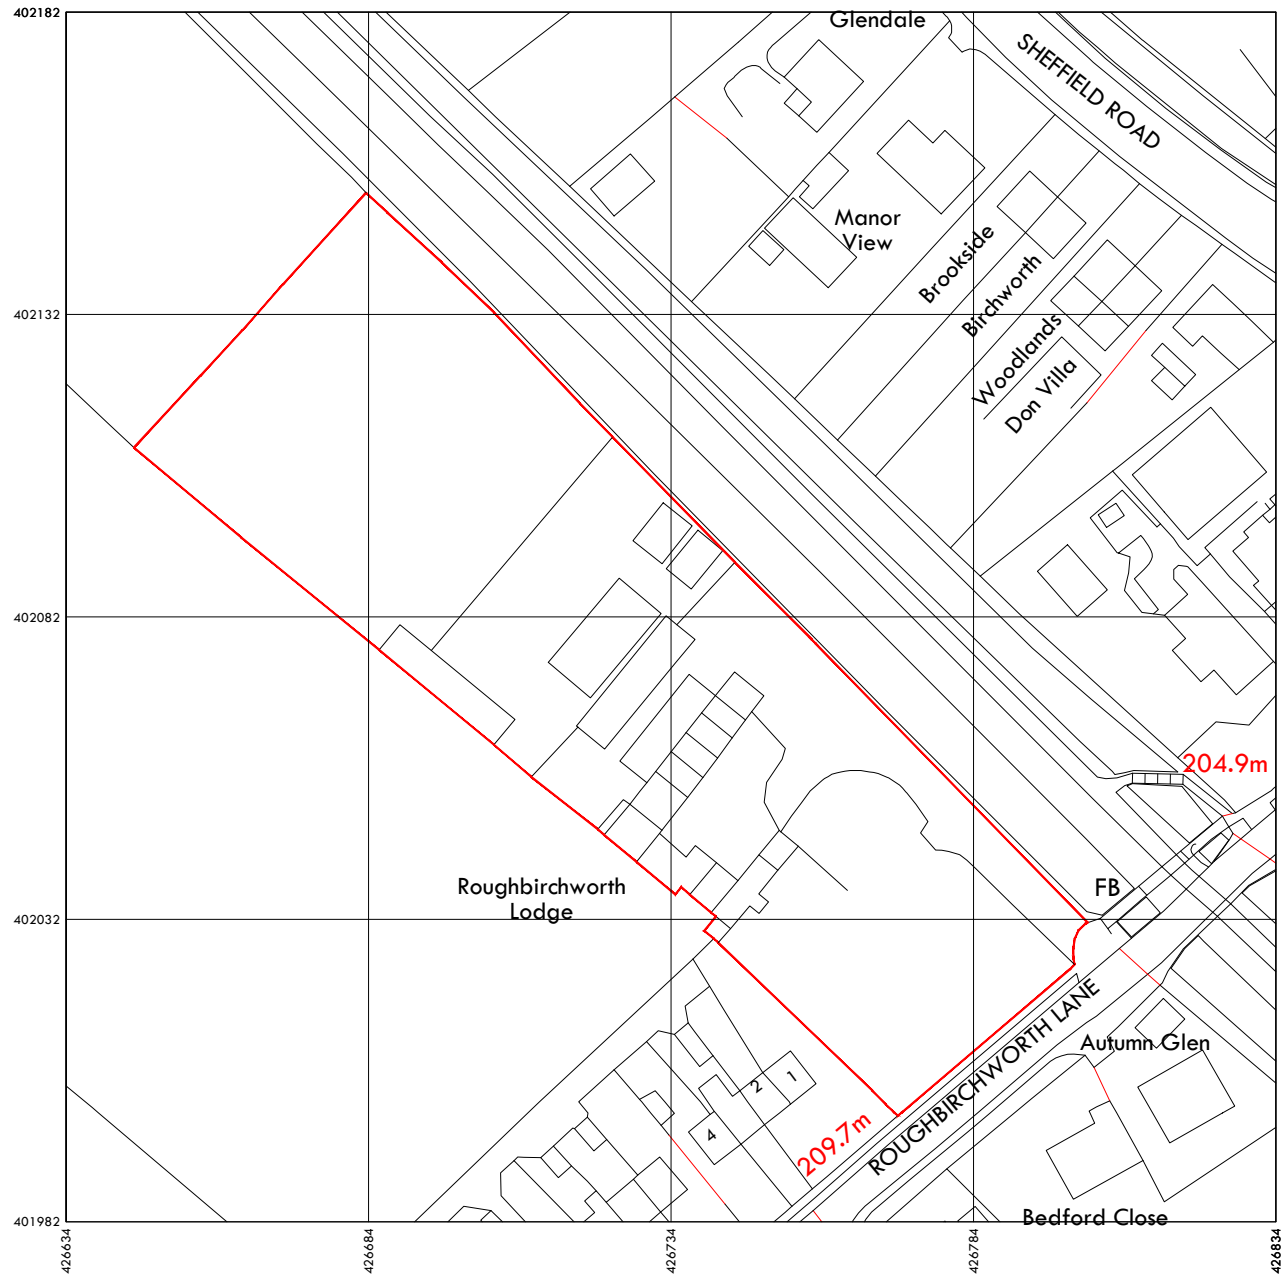 402182
Glendale
SHEFFIELD ROAD
Manor
View
Brookside
Birchworth
402132
Woodlands
Don Villa
402082
204.9m
Roughbirchworth
Lodge
FB
402032
ROUGHBIRCHWORTH LANE
Autumn Glen
1
2
4
209.7m
Bedford Close
401982
426634
426684
426734
426784
426834